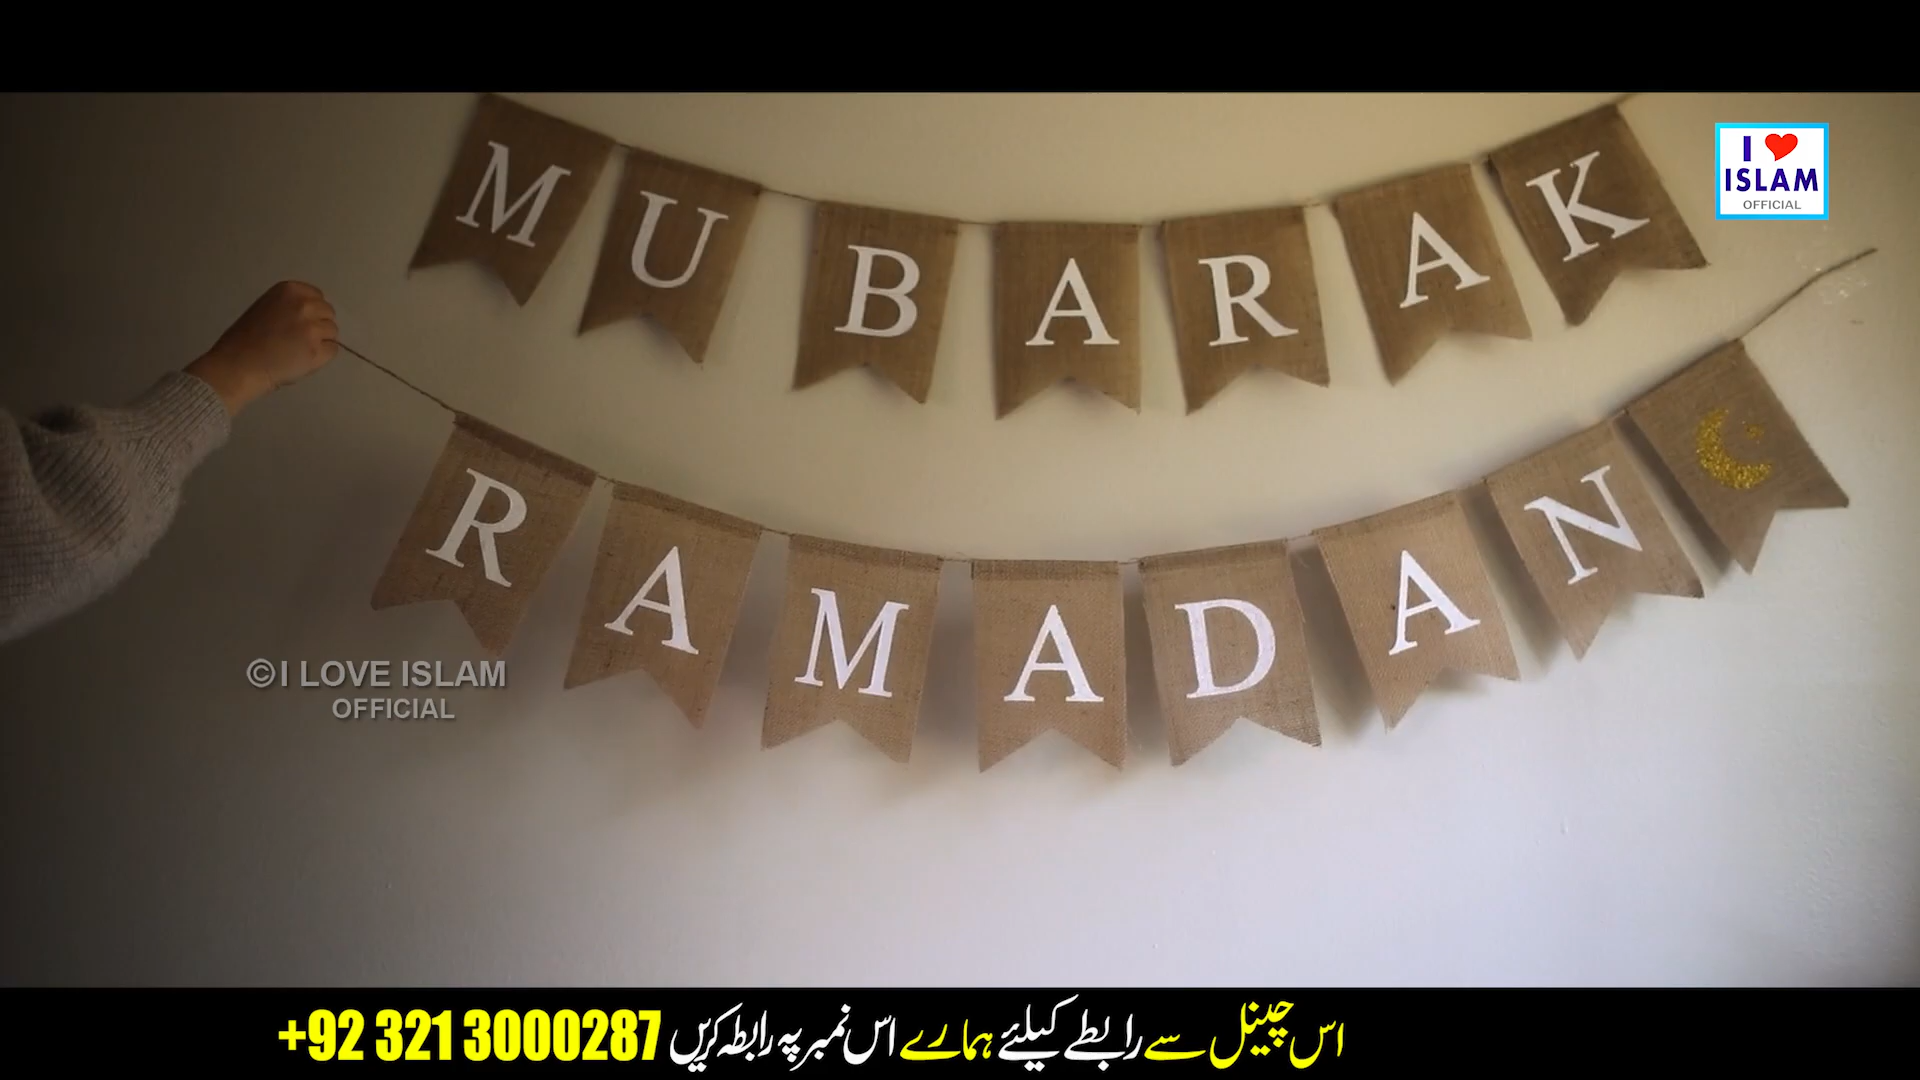 MUBARAK
I ❤ ISLAM
OFFICIAL
RAMADAN
©I LOVE ISLAM
OFFICIAL
اس چینل سے رابطے کیلئے ہمارے اس نمبر پہ رابطہ کریں +92 321 3000287